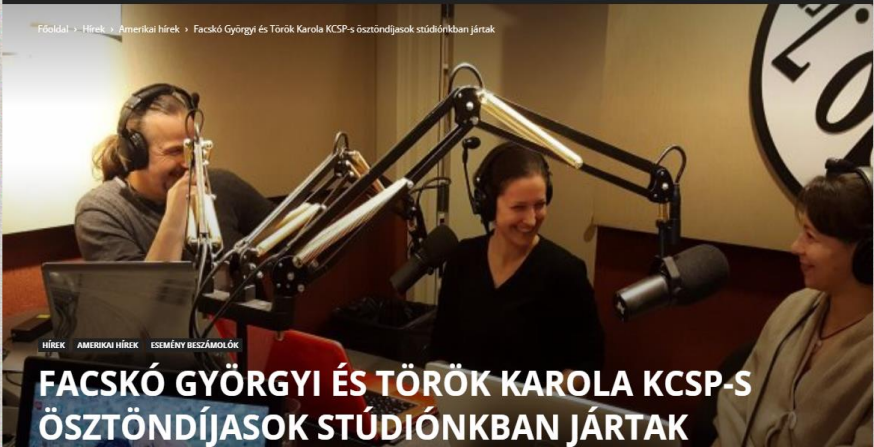 Főoldal › Hírek › Amerikai hírek › Facskó Györgyi és Török Karola KCSP-s ösztöndíjasok stúdiónkban jártak
HÍREK AMERIKAI HÍREK ESEMÉNY BESZÁMOLÓK
FACSKÓ GYÖRGYI ÉS TÖRÖK KAROLA KCSP-S
ÖSZTÖNDÍJASOK STÚDIÓNKBAN JÁRTAK